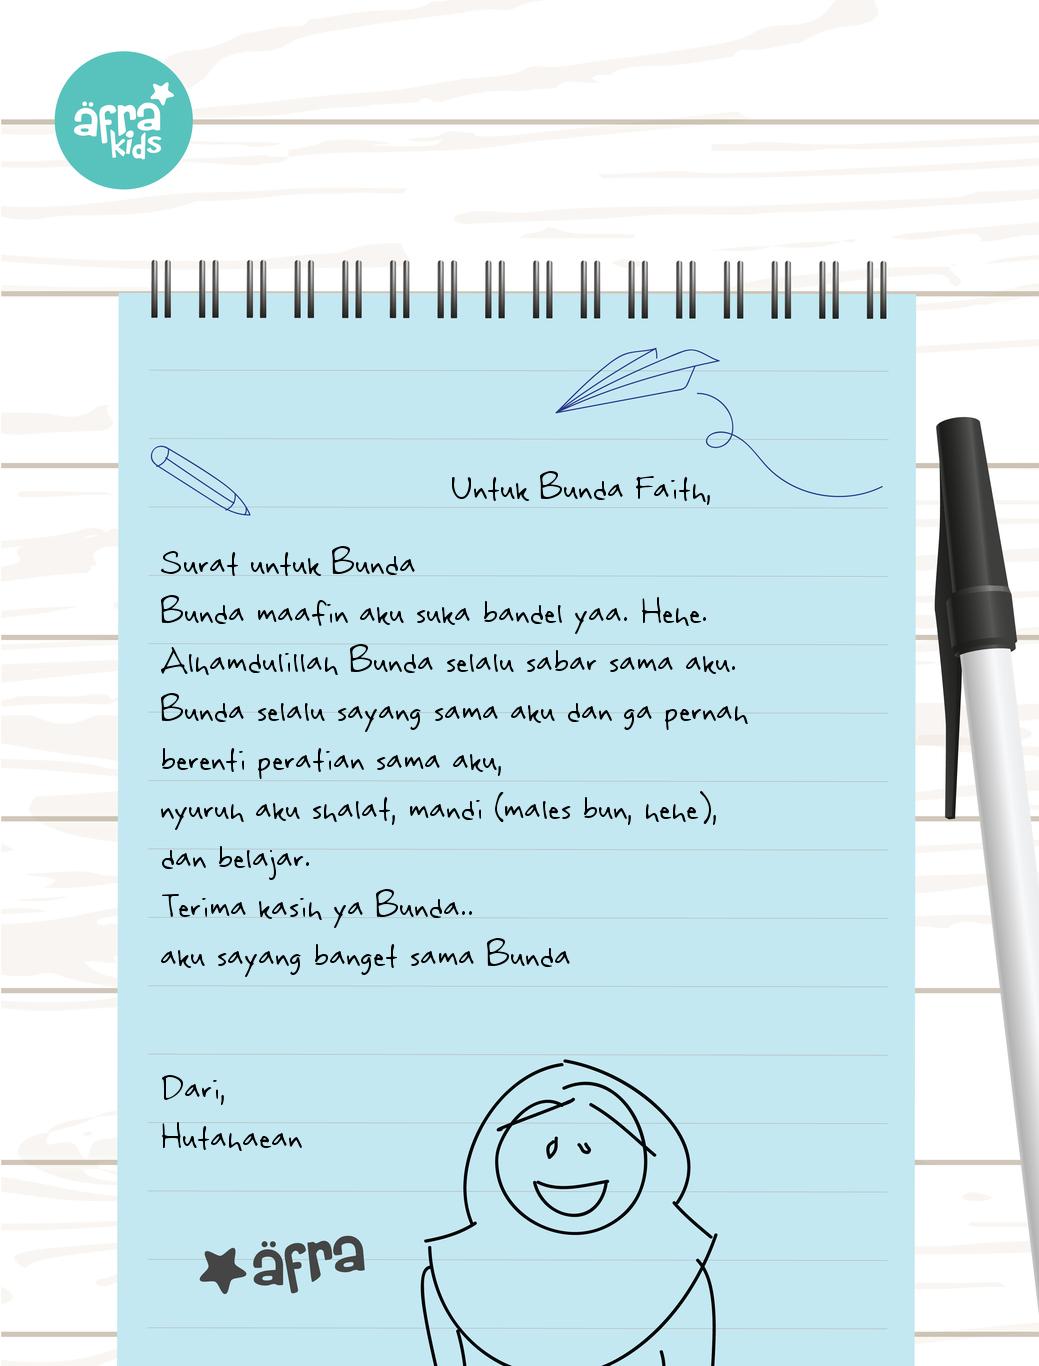 äfra
kids
Untuk Bunda Faith,
Surat untuk Bunda
Bunda maafin aku suka bandel yaa. Hehe.
Alhamdulillah Bunda selalu sabar sama aku.
Bunda selalu sayang sama aku dan ga pernah
berenti peratian sama aku,
nyuruh aku shalat, mandi (males bun, hehe),
dan belajar.
Terima kasih ya Bunda..
aku sayang banget sama Bunda
Dari,
Hutahaean
äfra